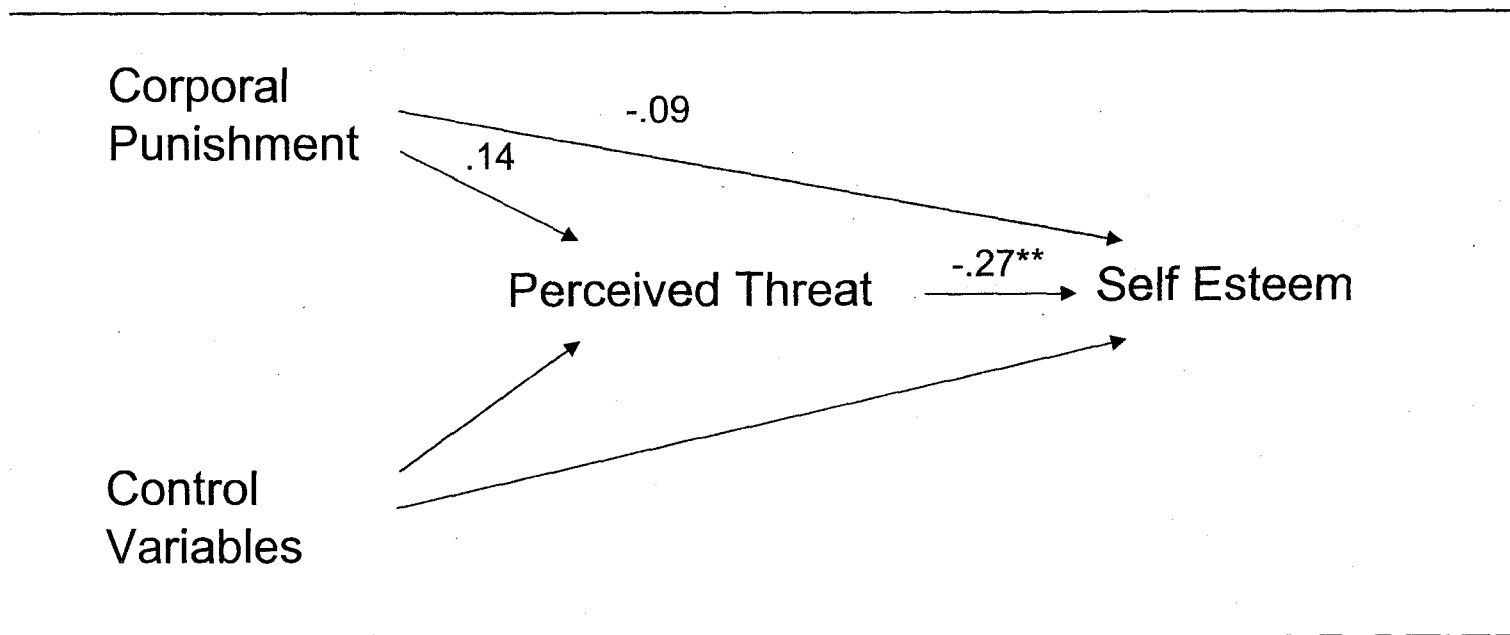 Corporal
Punishment
-.09
.14
Perceived Threat
-.27**
Self Esteem
Control
Variables